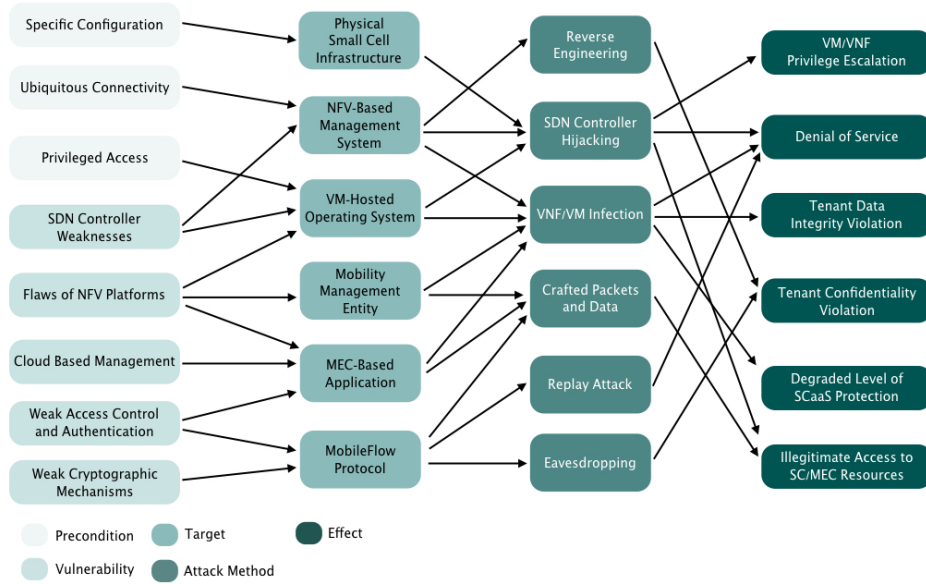 Specific Configuration
Ubiquitous Connectivity
Privileged Access
SDN Controller
Weaknesses
Flaws of NFV Platforms
Cloud Based Management
Weak Access Control
and Authentication
Weak Cryptographic
Mechanisms
Physical
Small Cell
Infrastructure
NFV-Based
Management
System
VM-Hosted
Operating System
Mobility
Management
Entity
MEC-Based
Application
MobileFlow
Protocol
Reverse
Engineering
SDN Controller
Hijacking
VNF/VM Infection
Crafted Packets
and Data
Replay Attack
Eavesdropping
VM/VNF
Privilege Escalation
Denial of Service
Tenant Data
Integrity Violation
Tenant Confidentiality
Violation
Degraded Level of
SCaaS Protection
Illegitimate Access to
SC/MEC Resources
Precondition
Target
Effect
Vulnerability
Attack Method